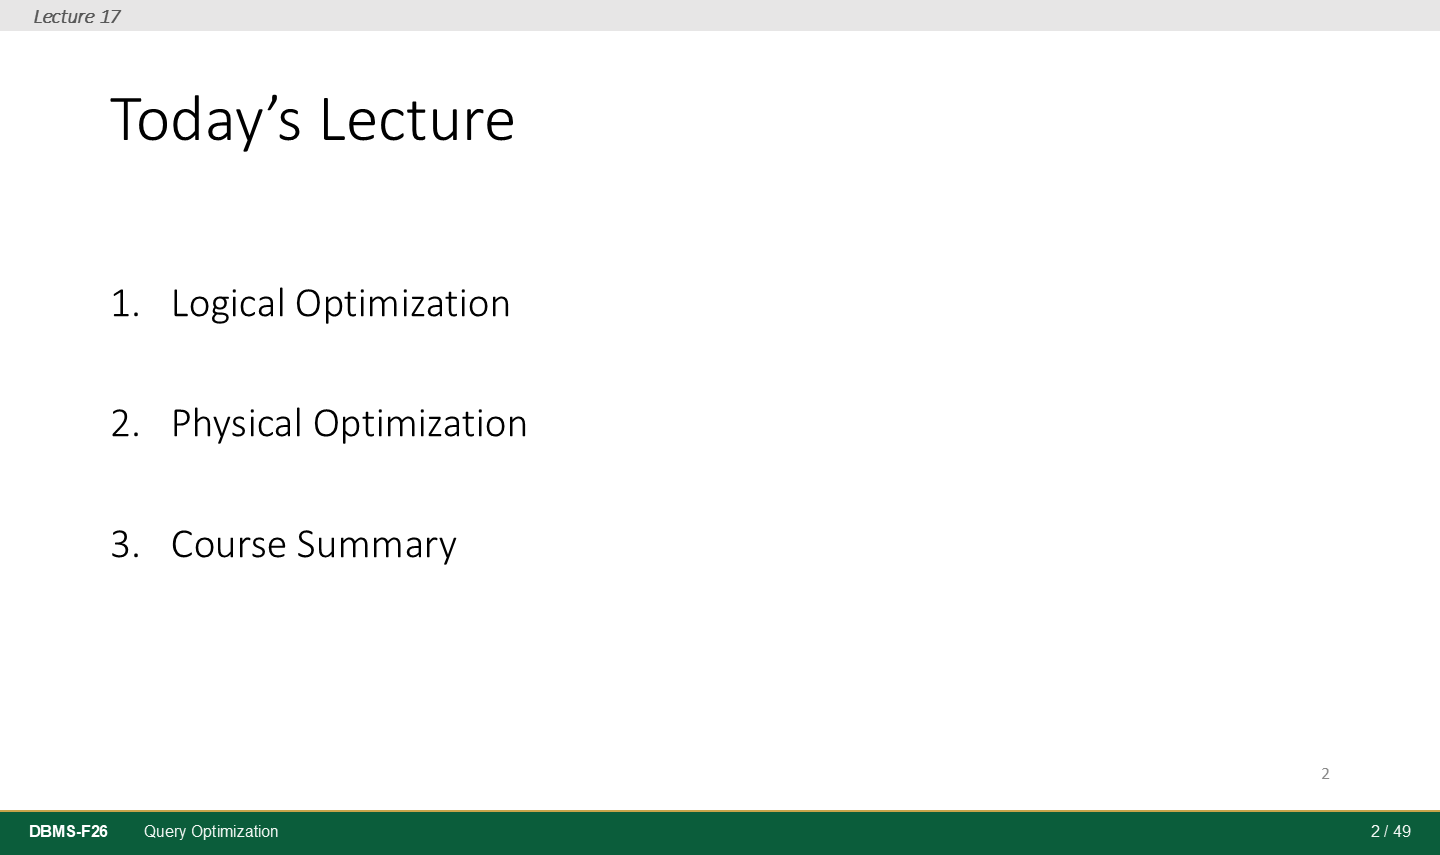 Lecture 17
Today’s Lecture
1. Logical Optimization
2. Physical Optimization
3. Course Summary
2
DBMS-F26 Query Optimization 2 / 49